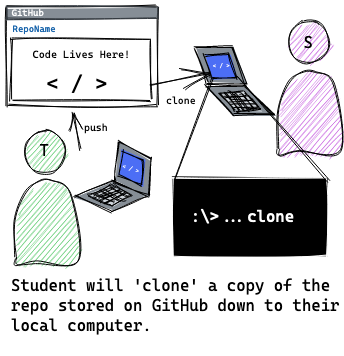 GitHub
RepoName
Code Lives Here!
< / >
S
< / >
clone
push
T
< / >
:\>...clone
Student will 'clone' a copy of the
repo stored on GitHub down to their
local computer.